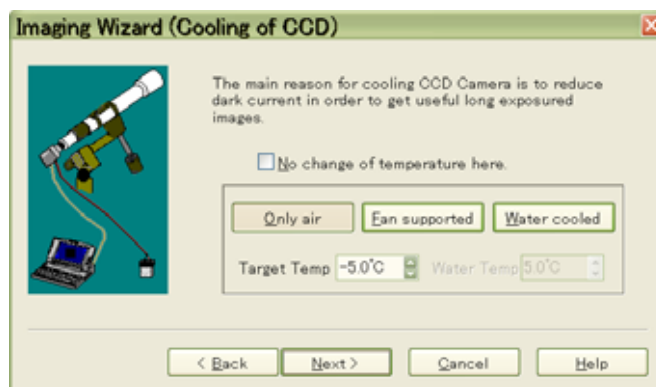 Imaging Wizard (Cooling of CCD)
The main reason for cooling CCD Camera is to reduce
dark current in order to get useful long exposured
images.
No change of temperature here.
Only air Fan supported Water cooled
Target Temp -5.0°C Water Temp 5.0°C
< Back Next > Cancel Help